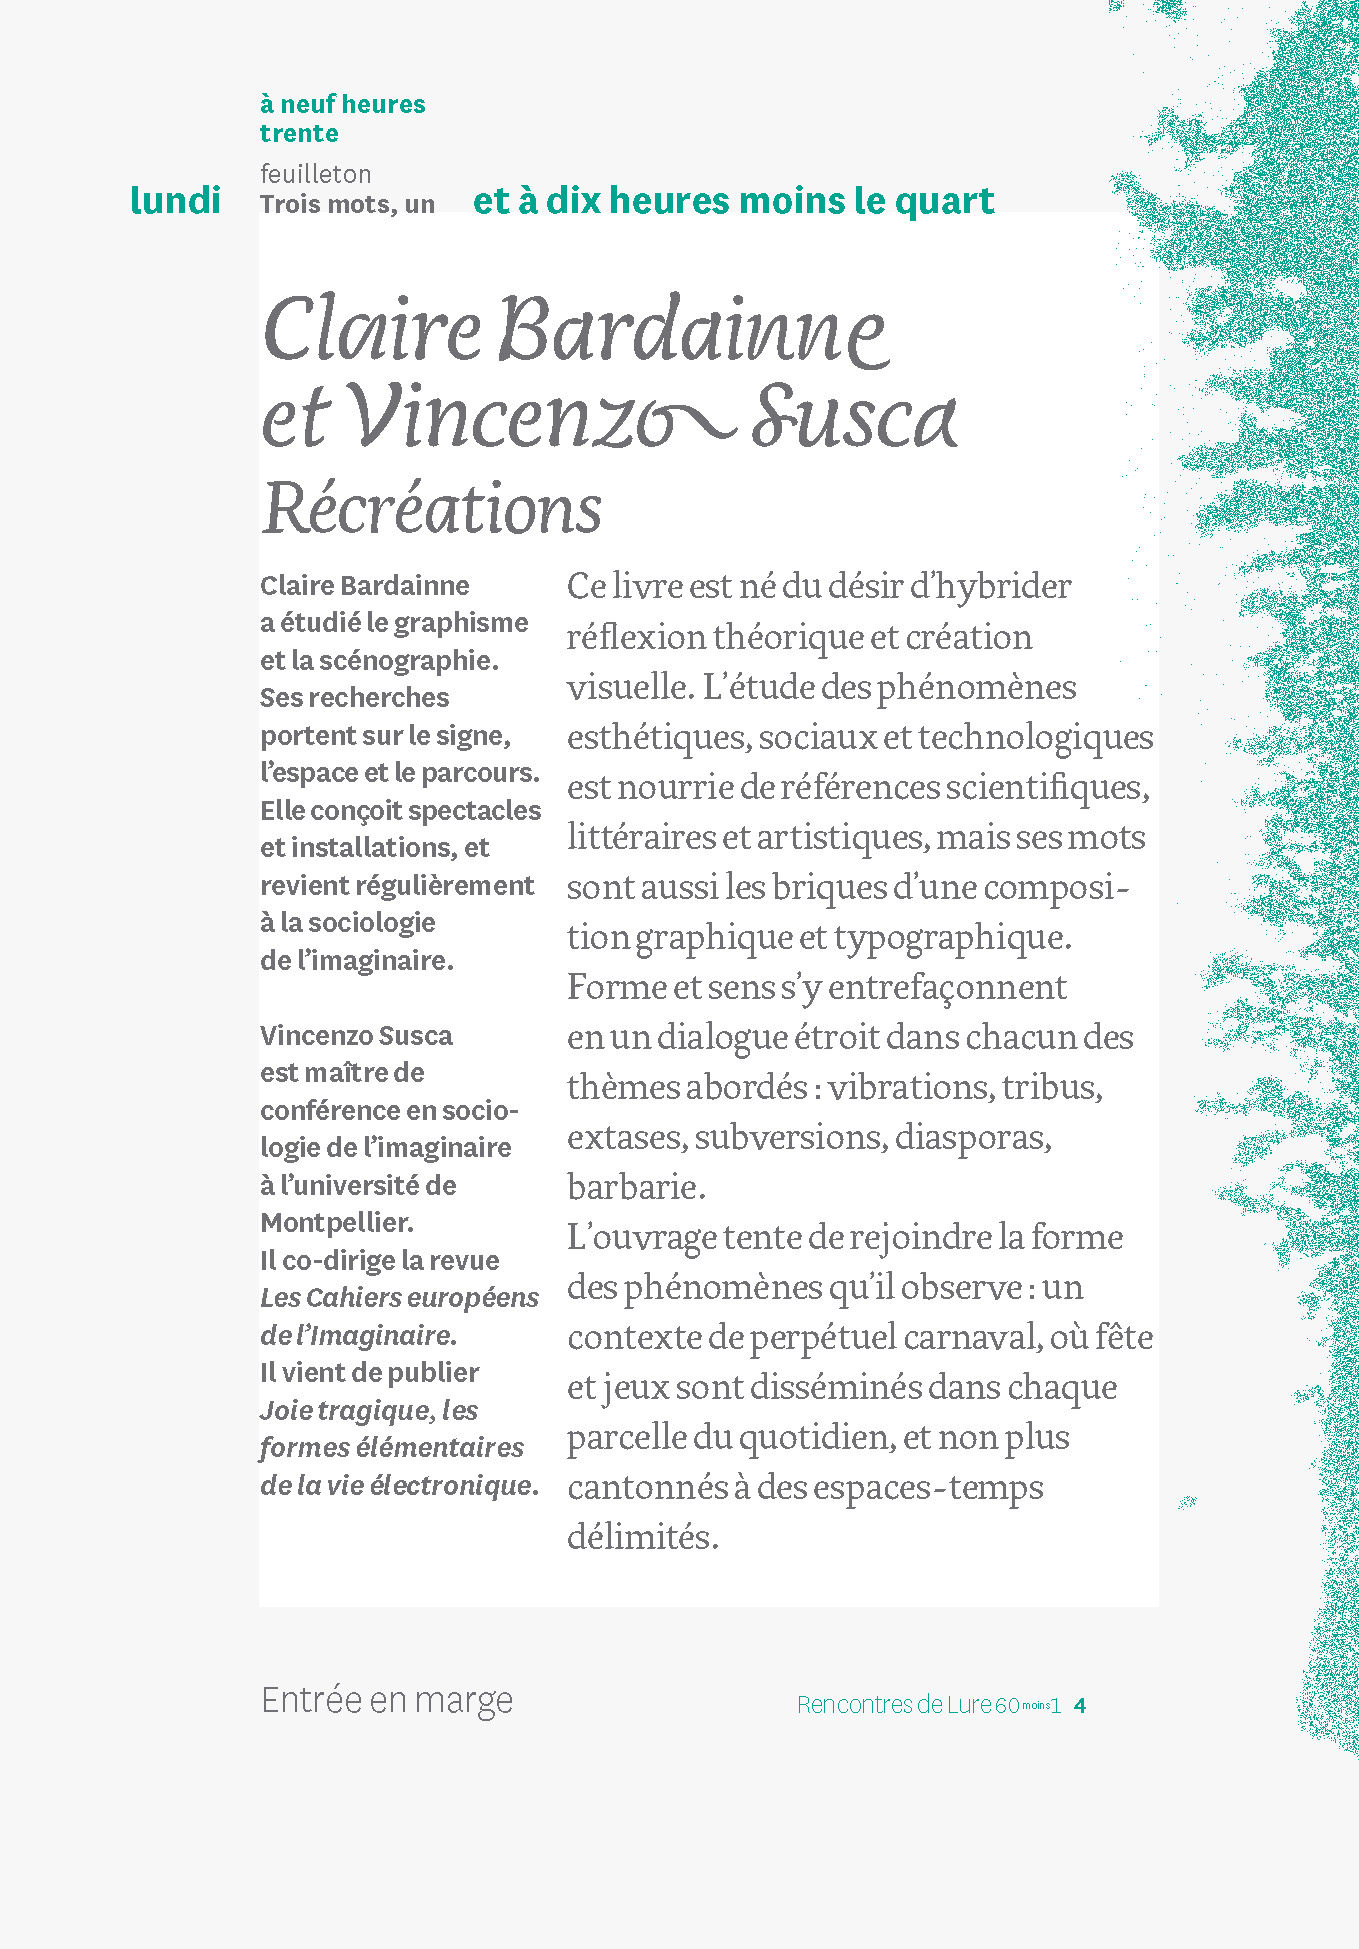 à neuf heures
trente
feuilleton
Trois mots, un
lundi
et à dix heures moins le quart
Claire Bardainne
et Vincenzo Susca
Récréations
Claire Bardainne
a étudié le graphisme
et la scénographie.
Ses recherches
portent sur le signe,
l’espace et le parcours.
Elle conçoit spectacles
et installations, et
revient régulièrement
à la sociologie
de l’imaginaire.
Vincenzo Susca
est maître de
conférence en socio-
logie de l’imaginaire
à l’université de
Montpellier.
Il co-dirige la revue
Les Cahiers européens
de l’Imaginaire.
Il vient de publier
Joie tragique, les
formes élémentaires
de la vie électronique.
Ce livre est né du désir d’hybrider
réflexion théorique et création
visuelle. L’étude des phénomènes
esthétiques, sociaux et technologiques
est nourrie de références scientifiques,
littéraires et artistiques, mais ses mots
sont aussi les briques d’une composi-
tion graphique et typographique.
Forme et sens s’y entrefaçonnent
en un dialogue étroit dans chacun des
thèmes abordés : vibrations, tribus,
extases, subversions, diasporas,
barbarie.
L’ouvrage tente de rejoindre la forme
des phénomènes qu’il observe : un
contexte de perpétuel carnaval, où fête
et jeux sont disséminés dans chaque
parcelle du quotidien, et non plus
cantonnés à des espaces-temps
délimités.
Entrée en marge
Rencontres de Lure 60 moins 1 4